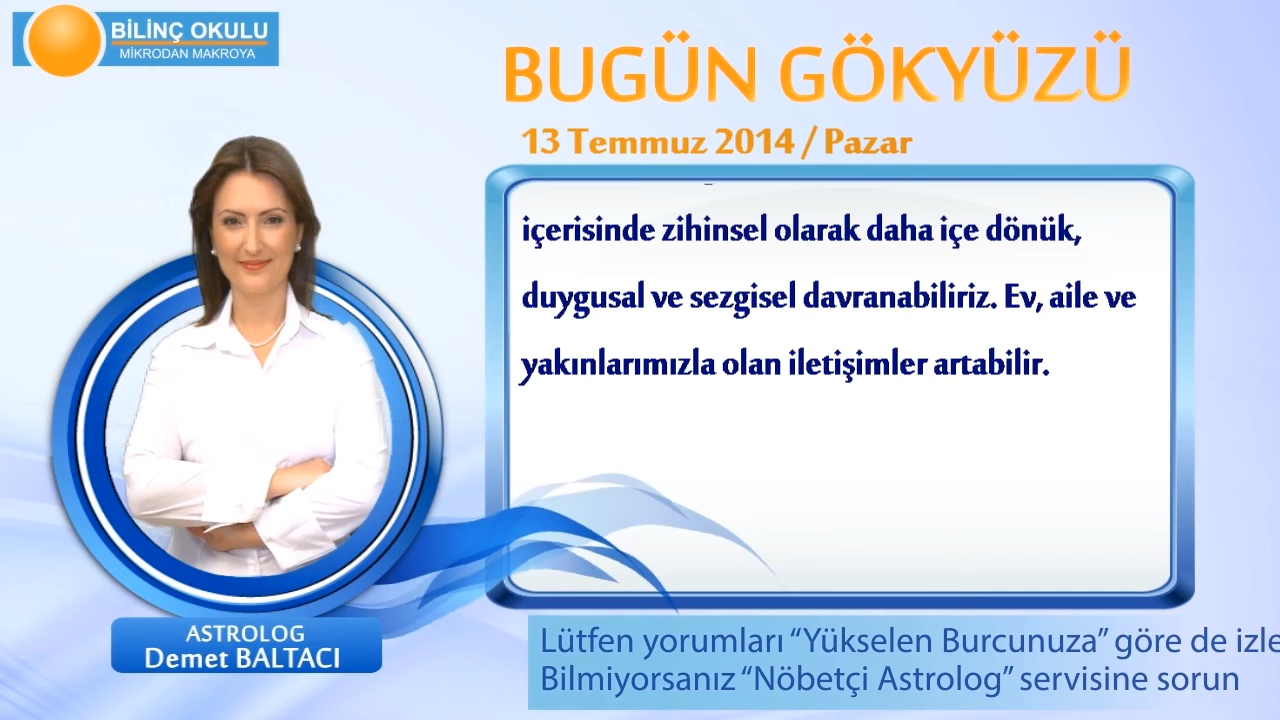 BİLİNÇ OKULU
MİKRODAN MAKROYA
BUGÜN GÖKYÜZÜ
13 Temmuz 2014 / Pazar
içerisinde zihinsel olarak daha içe dönük,
duygusal ve sezgisel davranabiliriz. Ev, aile ve
yakınlarımızla olan iletişimler artabilir.
ASTROLOG
Demet BALTACI
Lütfen yorumları “Yükselen Burcunuza” göre de
Bilmiyorsanız “Nöbetçi Astrolog” servisine sorun